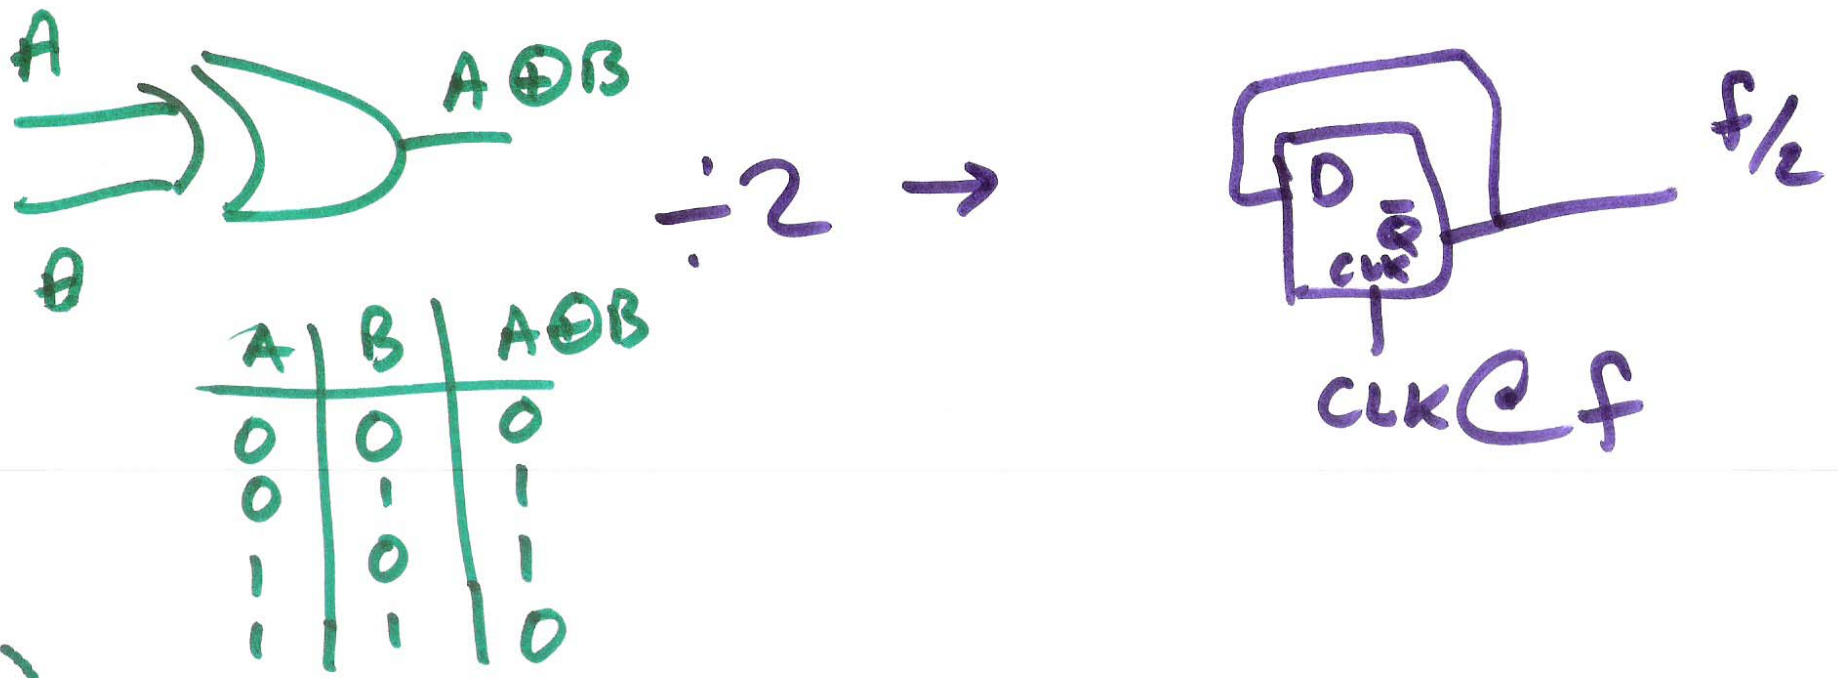 A
A ⊕ B
B
A B A⊕B
0 0 0
0 1 1
1 0 1
1 1 0
÷2 →
D
Q̅
CLK
f/2
CLK @ f